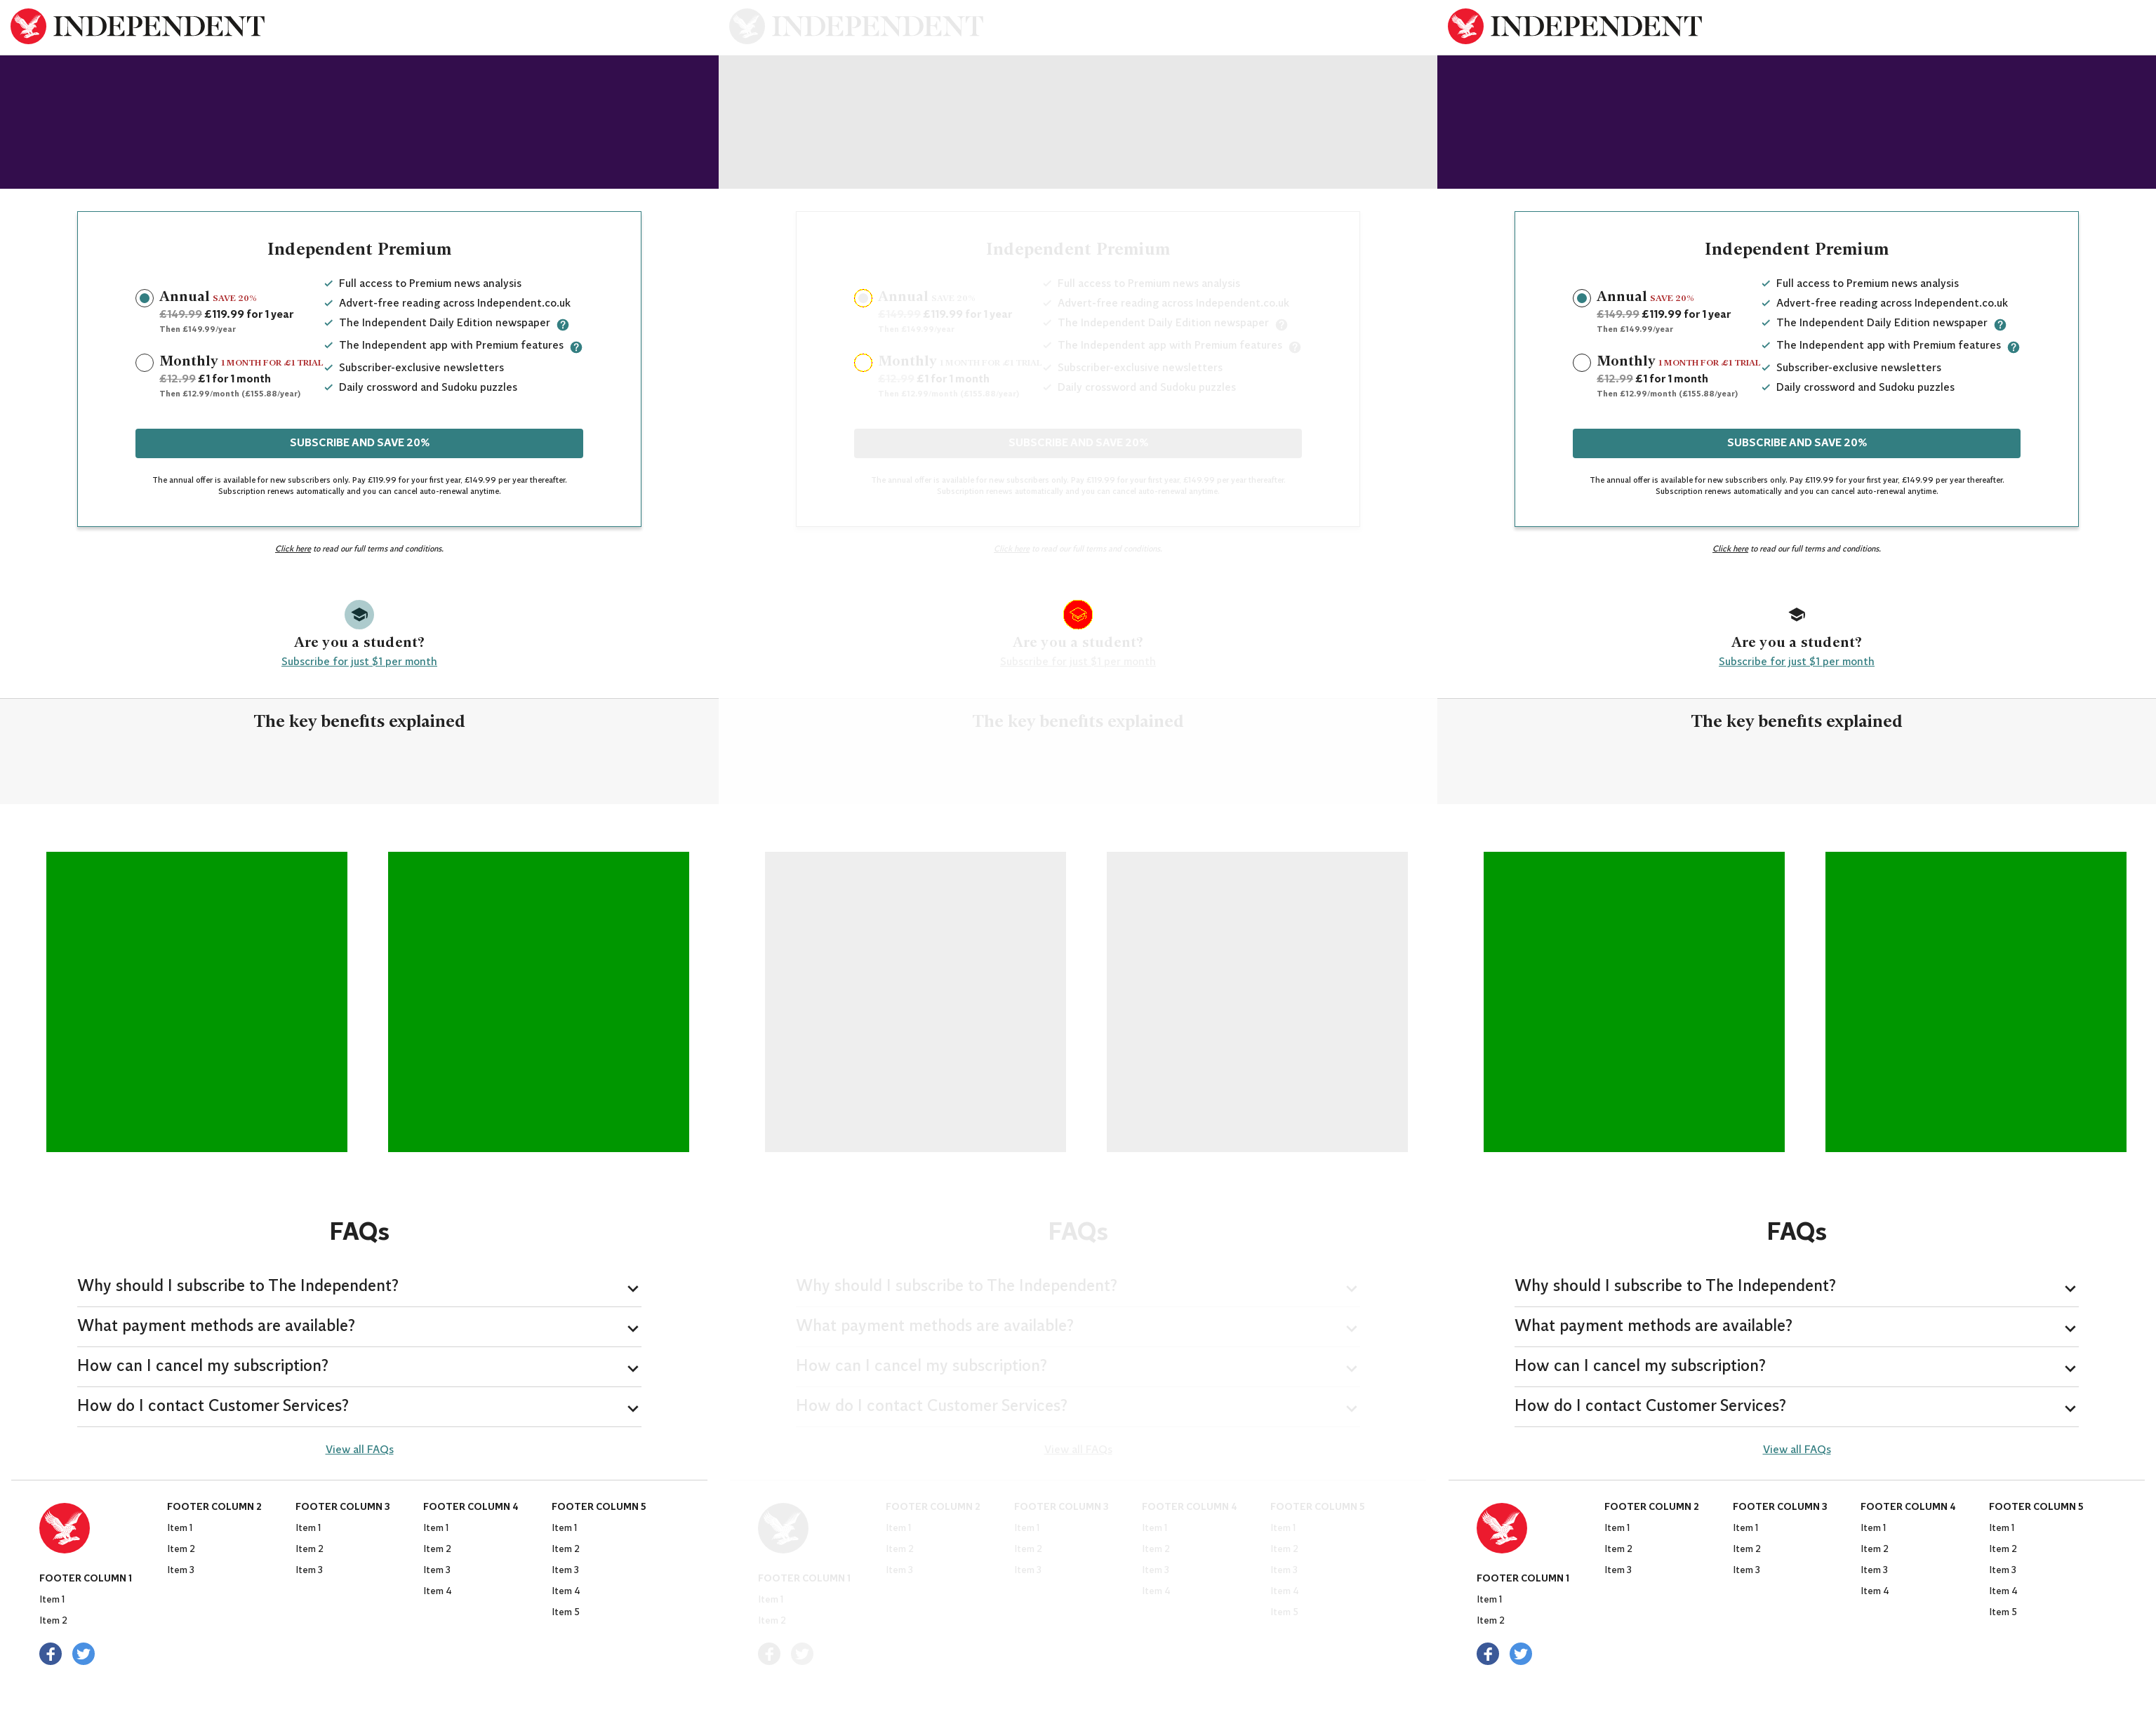 INDEPENDENT
Independent Premium
Annual SAVE 20%
£149.99 £119.99 for 1 year
Then £149.99/year
Monthly 1 MONTH FOR £1 TRIAL
£12.99 £1 for 1 month
Then £12.99/month (£155.88/year)
Full access to Premium news analysis
Advert-free reading across Independent.co.uk
The Independent Daily Edition newspaper ?
The Independent app with Premium features ?
Subscriber-exclusive newsletters
Daily crossword and Sudoku puzzles
SUBSCRIBE AND SAVE 20%
The annual offer is available for new subscribers only. Pay £119.99 for your first year, £149.99 per year thereafter.
Subscription renews automatically and you can cancel auto-renewal anytime.
Click here to read our full terms and conditions.
Are you a student?
Subscribe for just $1 per month
The key benefits explained
FAQs
Why should I subscribe to The Independent?
What payment methods are available?
How can I cancel my subscription?
How do I contact Customer Services?
View all FAQs
FOOTER COLUMN 1
Item 1
Item 2
FOOTER COLUMN 2
Item 1
Item 2
Item 3
FOOTER COLUMN 3
Item 1
Item 2
Item 3
FOOTER COLUMN 4
Item 1
Item 2
Item 3
Item 4
FOOTER COLUMN 5
Item 1
Item 2
Item 3
Item 4
Item 5
INDEPENDENT
Independent Premium
Annual SAVE 20%
£149.99 £119.99 for 1 year
Then £149.99/year
Monthly 1 MONTH FOR £1 TRIAL
£12.99 £1 for 1 month
Then £12.99/month (£155.88/year)
Full access to Premium news analysis
Advert-free reading across Independent.co.uk
The Independent Daily Edition newspaper ?
The Independent app with Premium features ?
Subscriber-exclusive newsletters
Daily crossword and Sudoku puzzles
SUBSCRIBE AND SAVE 20%
The annual offer is available for new subscribers only. Pay £119.99 for your first year, £149.99 per year thereafter.
Subscription renews automatically and you can cancel auto-renewal anytime.
Click here to read our full terms and conditions.
Are you a student?
Subscribe for just $1 per month
The key benefits explained
FAQs
Why should I subscribe to The Independent?
What payment methods are available?
How can I cancel my subscription?
How do I contact Customer Services?
View all FAQs
FOOTER COLUMN 1
Item 1
Item 2
FOOTER COLUMN 2
Item 1
Item 2
Item 3
FOOTER COLUMN 3
Item 1
Item 2
Item 3
FOOTER COLUMN 4
Item 1
Item 2
Item 3
Item 4
FOOTER COLUMN 5
Item 1
Item 2
Item 3
Item 4
Item 5
INDEPENDENT
Independent Premium
Annual SAVE 20%
£149.99 £119.99 for 1 year
Then £149.99/year
Monthly 1 MONTH FOR £1 TRIAL
£12.99 £1 for 1 month
Then £12.99/month (£155.88/year)
Full access to Premium news analysis
Advert-free reading across Independent.co.uk
The Independent Daily Edition newspaper ?
The Independent app with Premium features ?
Subscriber-exclusive newsletters
Daily crossword and Sudoku puzzles
SUBSCRIBE AND SAVE 20%
The annual offer is available for new subscribers only. Pay £119.99 for your first year, £149.99 per year thereafter.
Subscription renews automatically and you can cancel auto-renewal anytime.
Click here to read our full terms and conditions.
Are you a student?
Subscribe for just $1 per month
The key benefits explained
FAQs
Why should I subscribe to The Independent?
What payment methods are available?
How can I cancel my subscription?
How do I contact Customer Services?
View all FAQs
FOOTER COLUMN 1
Item 1
Item 2
FOOTER COLUMN 2
Item 1
Item 2
Item 3
FOOTER COLUMN 3
Item 1
Item 2
Item 3
FOOTER COLUMN 4
Item 1
Item 2
Item 3
Item 4
FOOTER COLUMN 5
Item 1
Item 2
Item 3
Item 4
Item 5